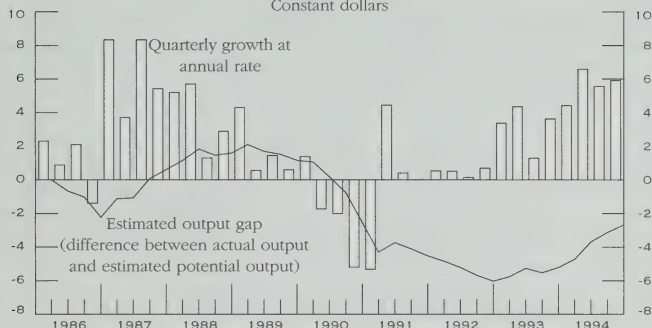 Constant dollars
10
8
6
4
2
0
-2
-4
-6
-8
10
8
6
4
2
0
-2
-4
-6
-8
Quarterly growth at
annual rate
Estimated output gap
(difference between actual output
and estimated potential output)
1986 1987 1988 1989 1990 1991 1992 1993 1994